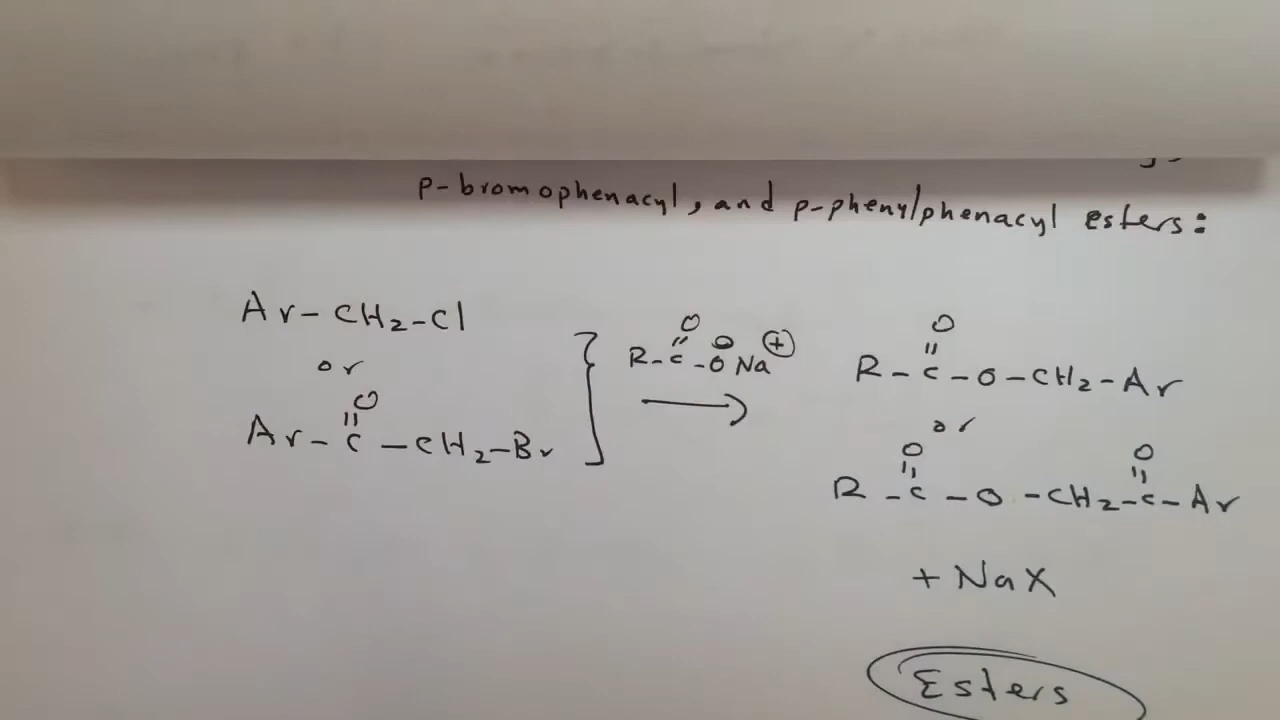 p-bromophenacyl, and p-phenylphenacyl esters:
Ar-CH2-Cl
or
O
Ar-C-CH2-Br
O
R-C-O Na +
O
R-C-O-CH2-Ar
or
O O
R-C-O-CH2-C-Ar
+ NaX
Esters